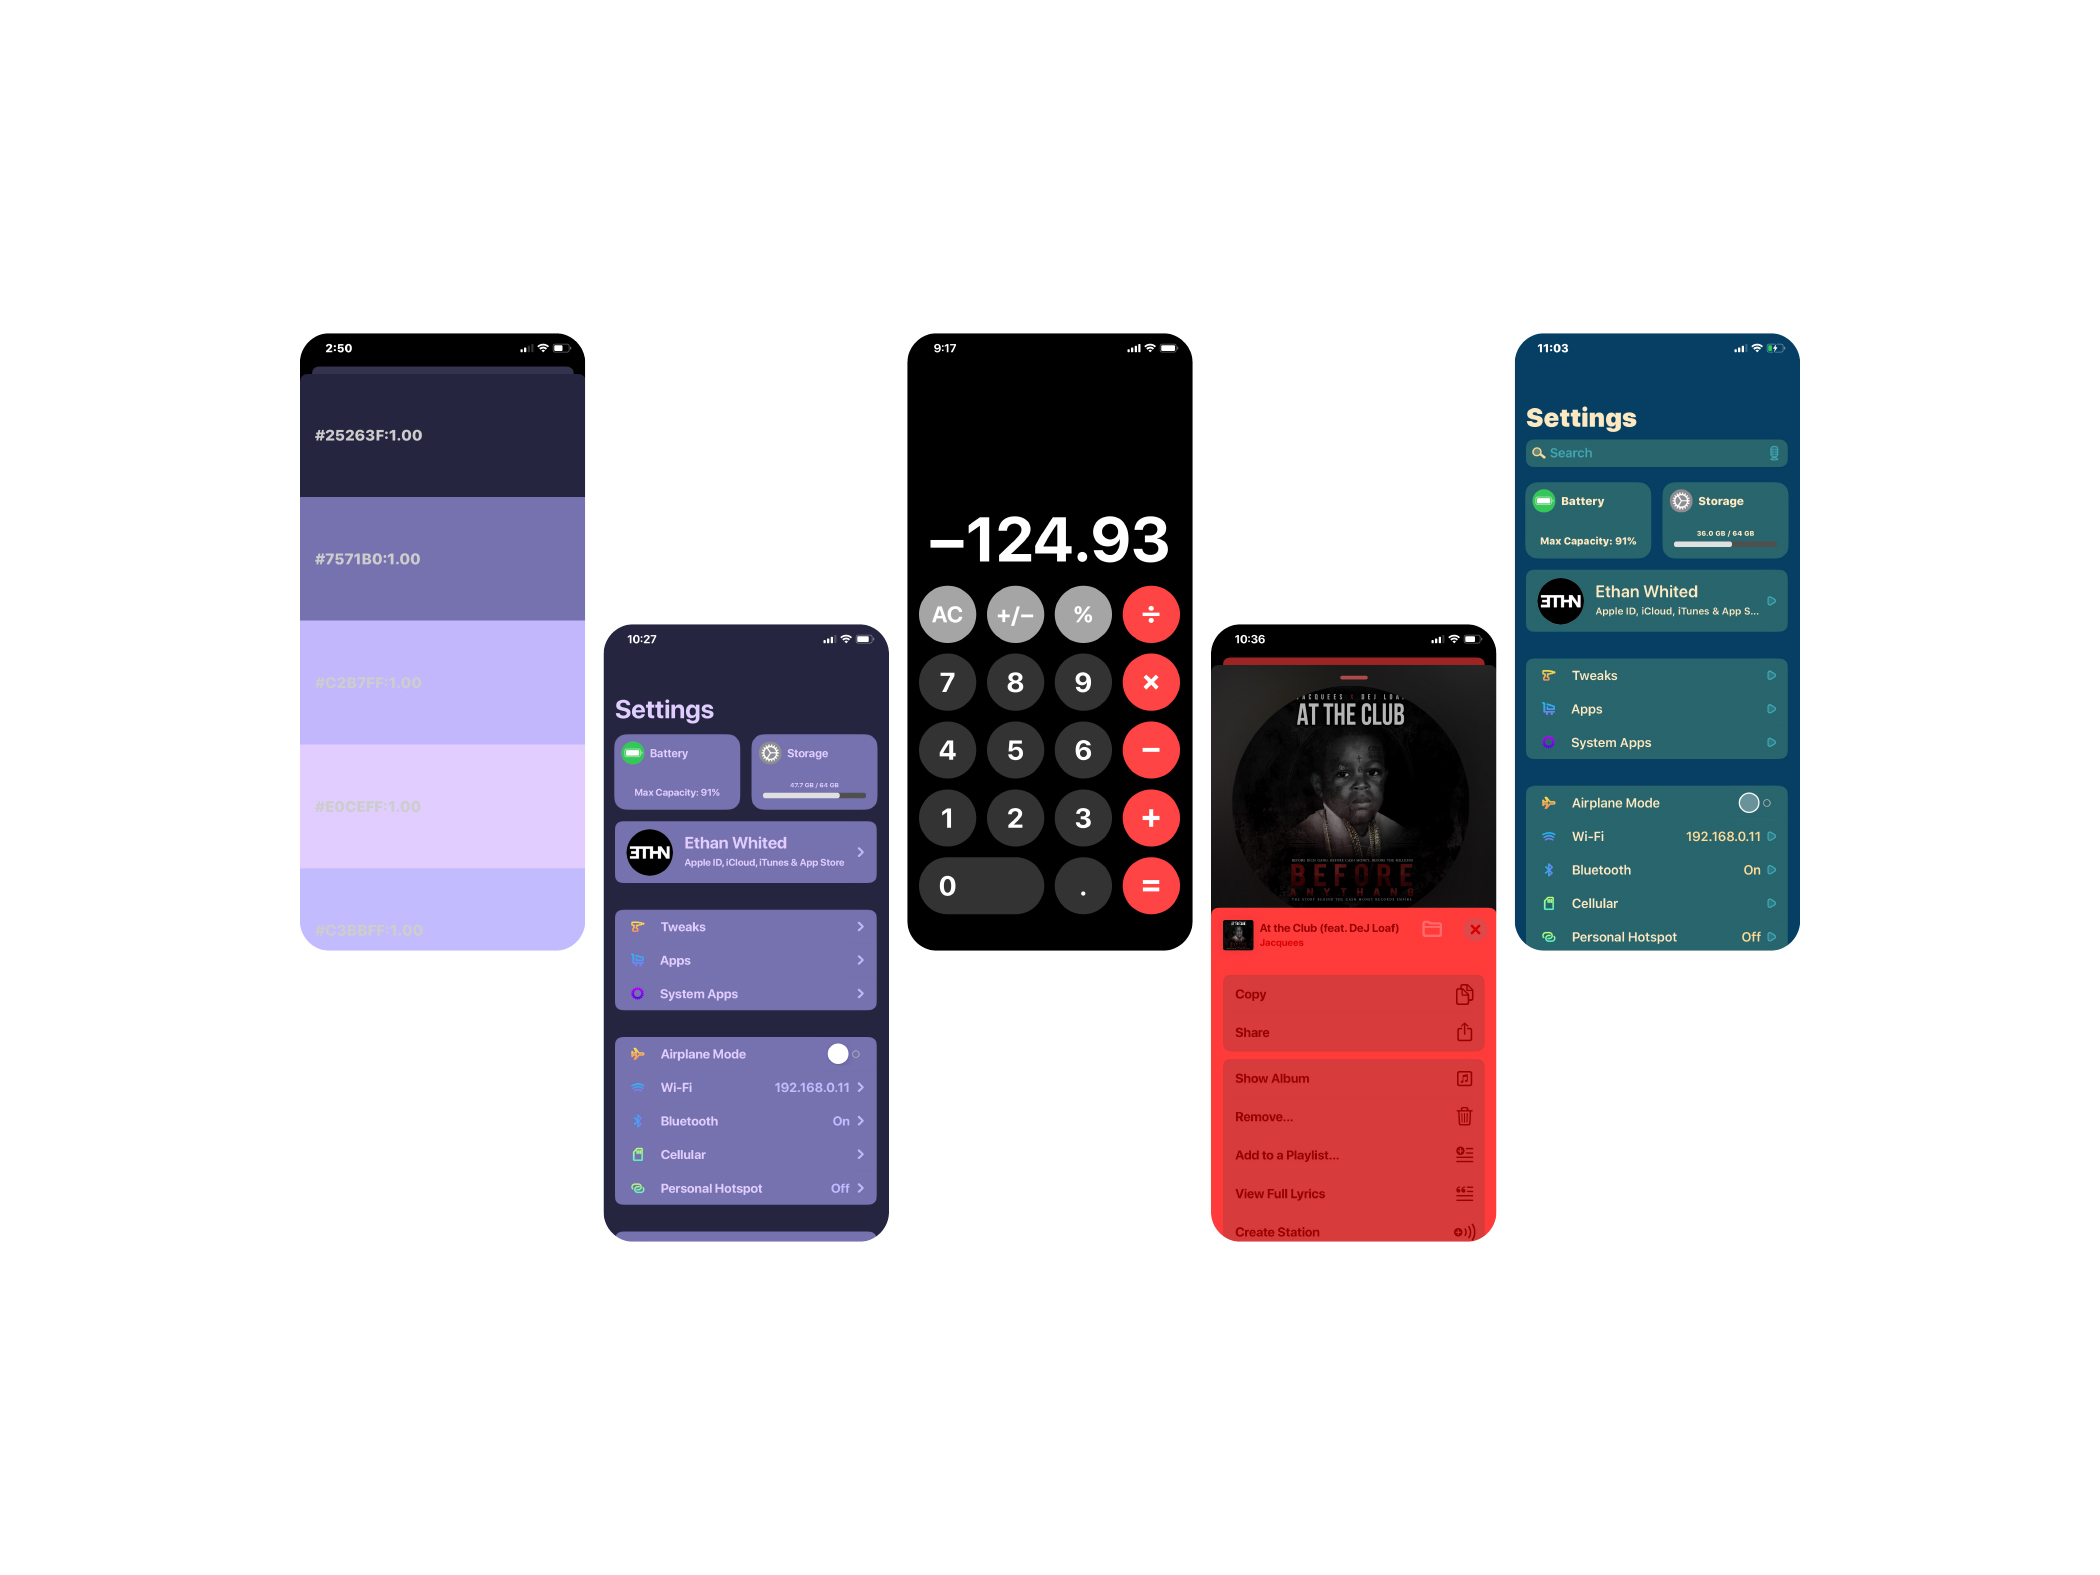 2:50
#25263F:1.00
#7571B0:1.00
#C2B7FF:1.00
#E0CEFF:1.00
#C3BBFF:1.00
10:27
Settings
Battery
Max Capacity: 91%
Storage
47.7 GB / 64 GB
ƎTHN
Ethan Whited
Apple ID, iCloud, iTunes & App Store
Tweaks
Apps
System Apps
Airplane Mode
Wi-Fi 192.168.0.11
Bluetooth On
Cellular
Personal Hotspot Off
9:17
–124.93
AC +/− % ÷
7 8 9 ×
4 5 6 −
1 2 3 +
0 . =
10:36
JACQUEES X DEJ LOAF
AT THE CLUB
BEFORE
ANYTHANG
At the Club (feat. DeJ Loaf)
Jacquees
Copy
Share
Show Album
Remove...
Add to a Playlist...
View Full Lyrics
Create Station
11:03
Settings
Search
Battery
Max Capacity: 91%
Storage
36.0 GB / 64 GB
ƎTHN
Ethan Whited
Apple ID, iCloud, iTunes & App S...
Tweaks
Apps
System Apps
Airplane Mode
Wi-Fi 192.168.0.11
Bluetooth On
Cellular
Personal Hotspot Off